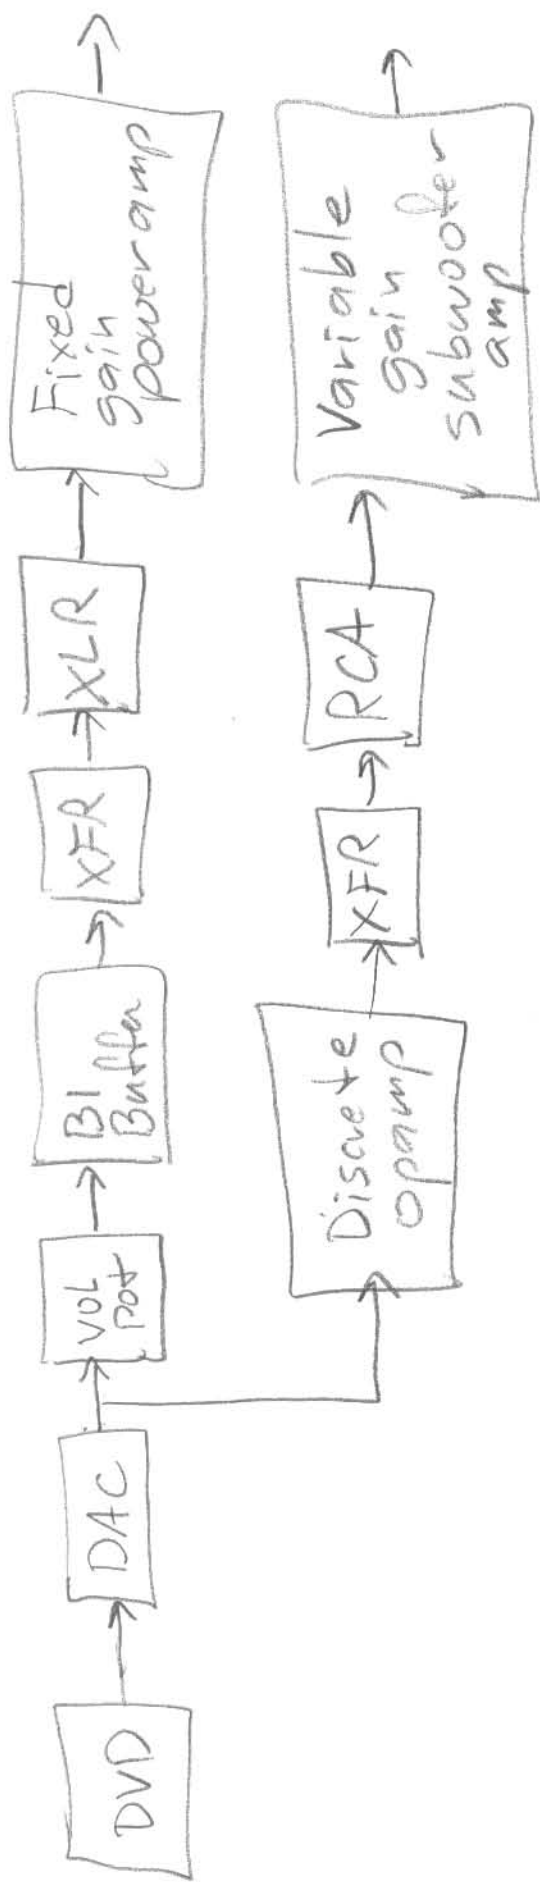 DVD
DAC
VOL
POT
B1
Buffer
XFR
XLR
Fixed
gain
power amp
Discrete
opamp
XFR
RCA
Variable
gain
subwoofer
amp